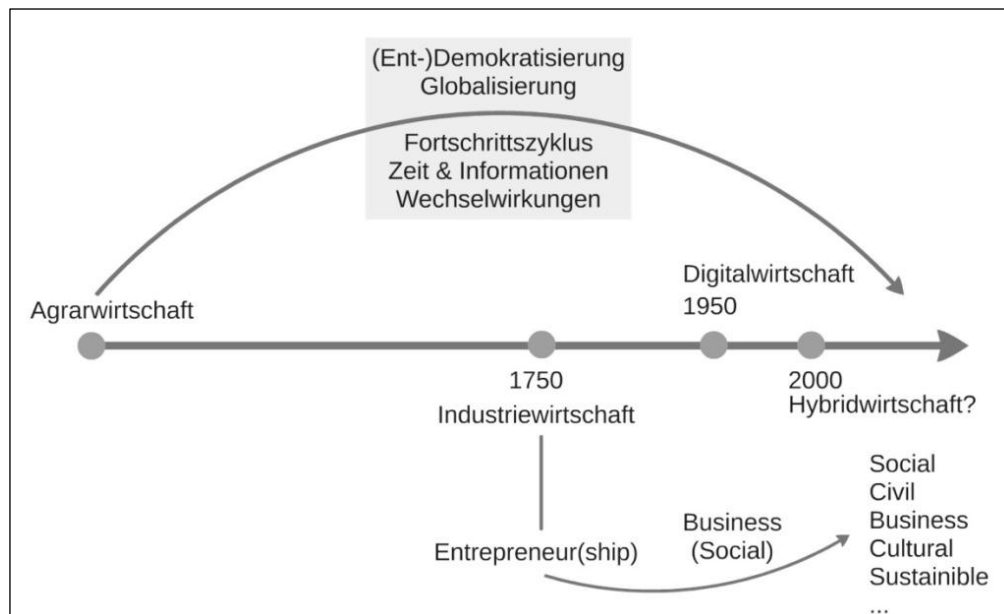 (Ent-)Demokratisierung
Globalisierung
Fortschrittszyklus
Zeit & Informationen
Wechselwirkungen
Agrarwirtschaft
Digitalwirtschaft
1950
1750
Industriewirtschaft
2000
Hybridwirtschaft?
Entrepreneur(ship)
Business
(Social)
Social
Civil
Business
Cultural
Sustainible
...